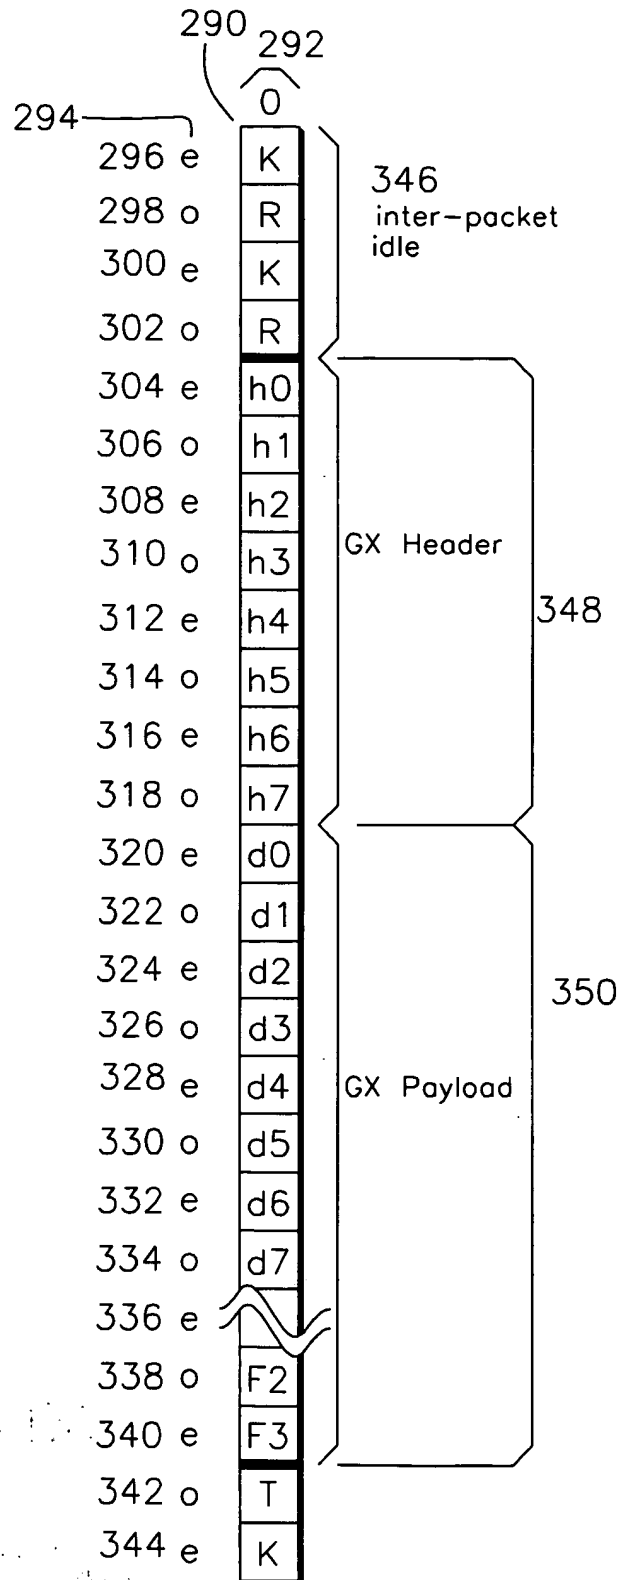 290 292
0
294
296 e K
298 o R
300 e K
302 o R
346
inter-packet
idle
304 e h0
306 o h1
308 e h2
310 o h3
312 e h4
314 o h5
316 e h6
318 o h7
GX Header
348
320 e d0
322 o d1
324 e d2
326 o d3
328 e d4
330 o d5
332 e d6
334 o d7
336 e
338 o F2
340 e F3
GX Payload
350
342 o T
344 e K